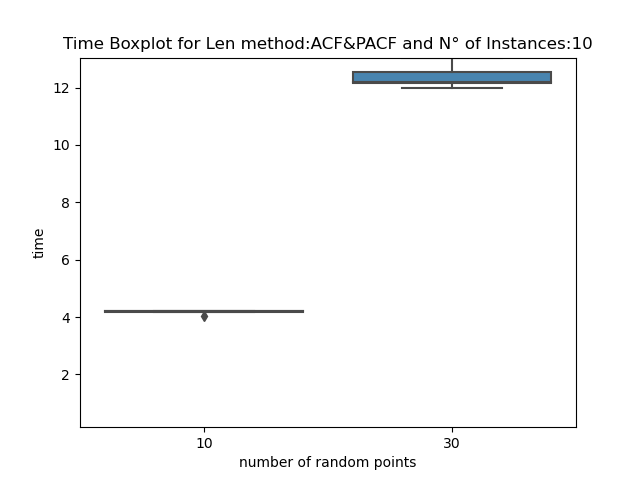 Time Boxplot for Len method:ACF&PACF and N° of Instances:10
12
10
8
6
4
2
time
10
30
number of random points